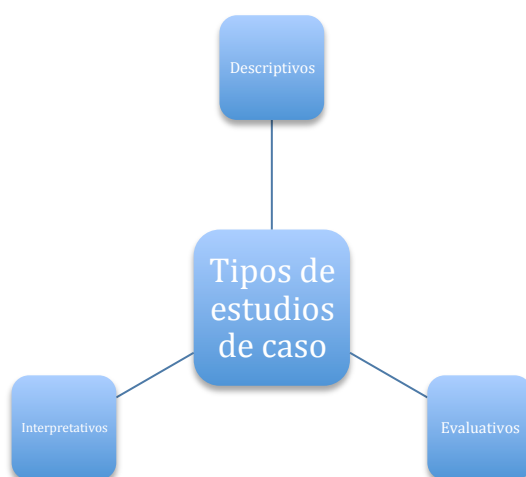 Descriptivos
Tipos de
estudios
de caso
Interpretativos
Evaluativos